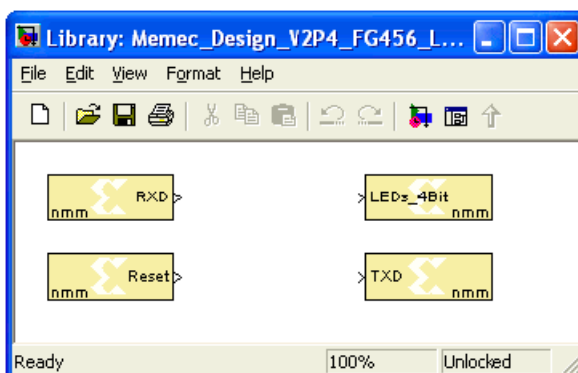 Library: Memec_Design_V2P4_FG456_L...
File Edit View Format Help
RXD
nmm
LEDs_4Bit
nmm
Reset
nmm
TXD
nmm
Ready 100% Unlocked